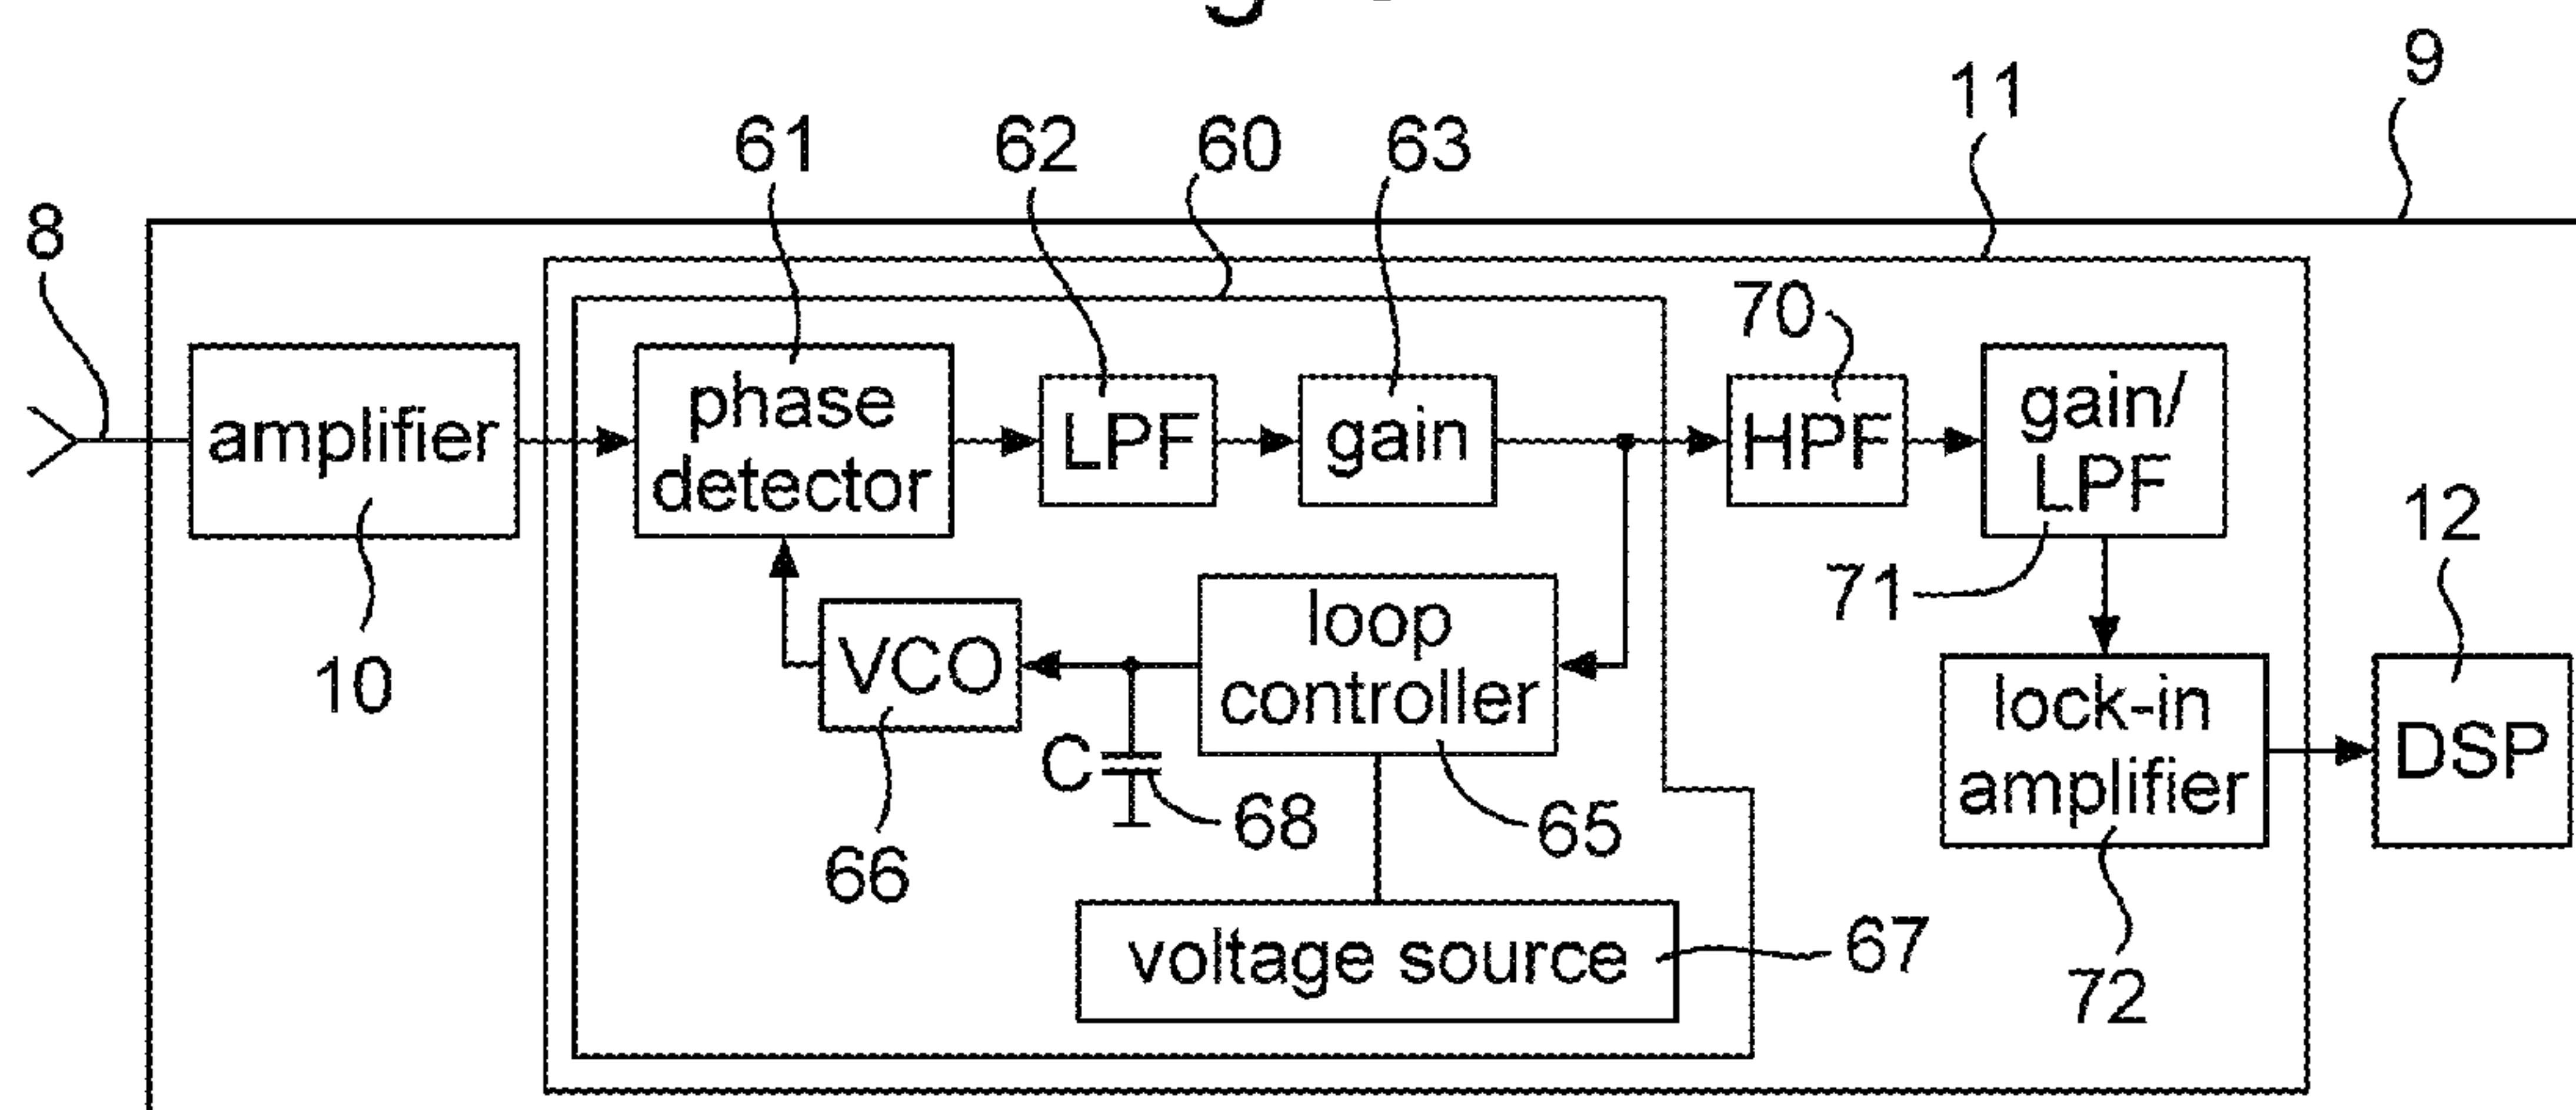 9
11
61
62
60
63
8
70
amplifier
phase
detector
LPF
gain
HPF
gain/
LPF
12
71
10
VCO
loop
controller
lock-in
amplifier
DSP
C
68
65
66
voltage source
67
72